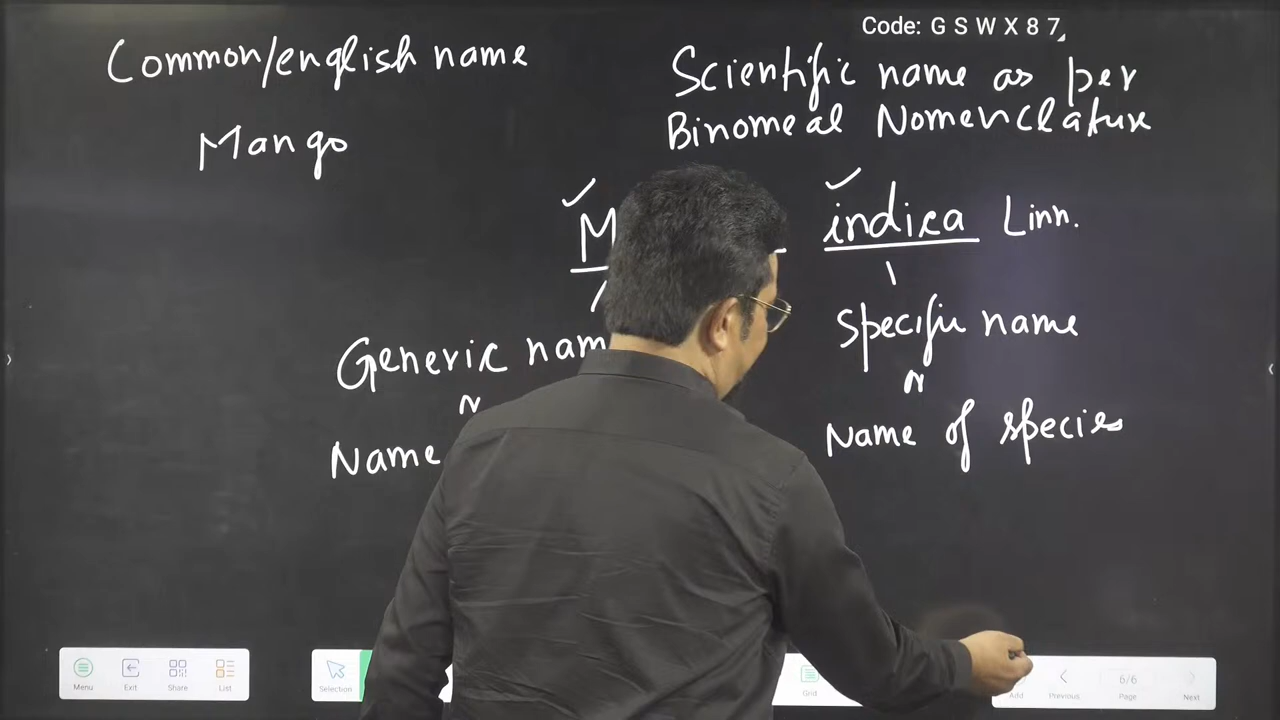 Code: G S W X 8 7
Common/english name
Scientific name as per
Binomeal Nomenclature
Mango
indica Linn.
Generic
Specific name
Name
Name of species
Menu
Exit
Share
List
Selection
Grid
Add
Previous
6/6
Page
Next